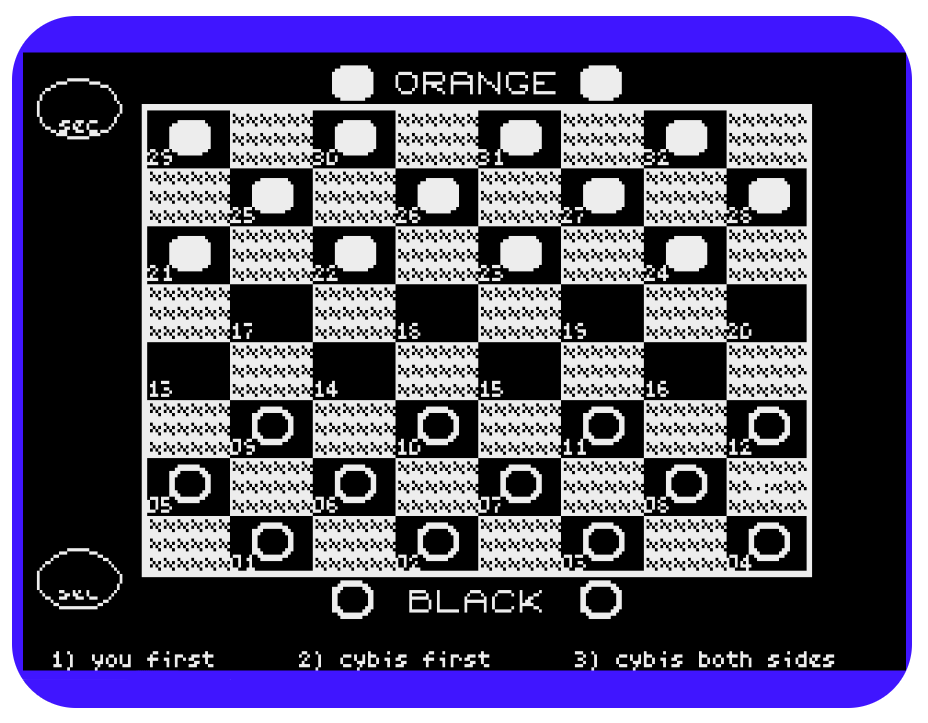 ORANGE
sec
29 30 31 32
25 26 27 28
21 22 23 24
17 18 19 20
13 14 15 16
09 10 11 12
05 06 07 08
01 02 03 04
sec
BLACK
1) you first 2) cybis first 3) cybis both sides